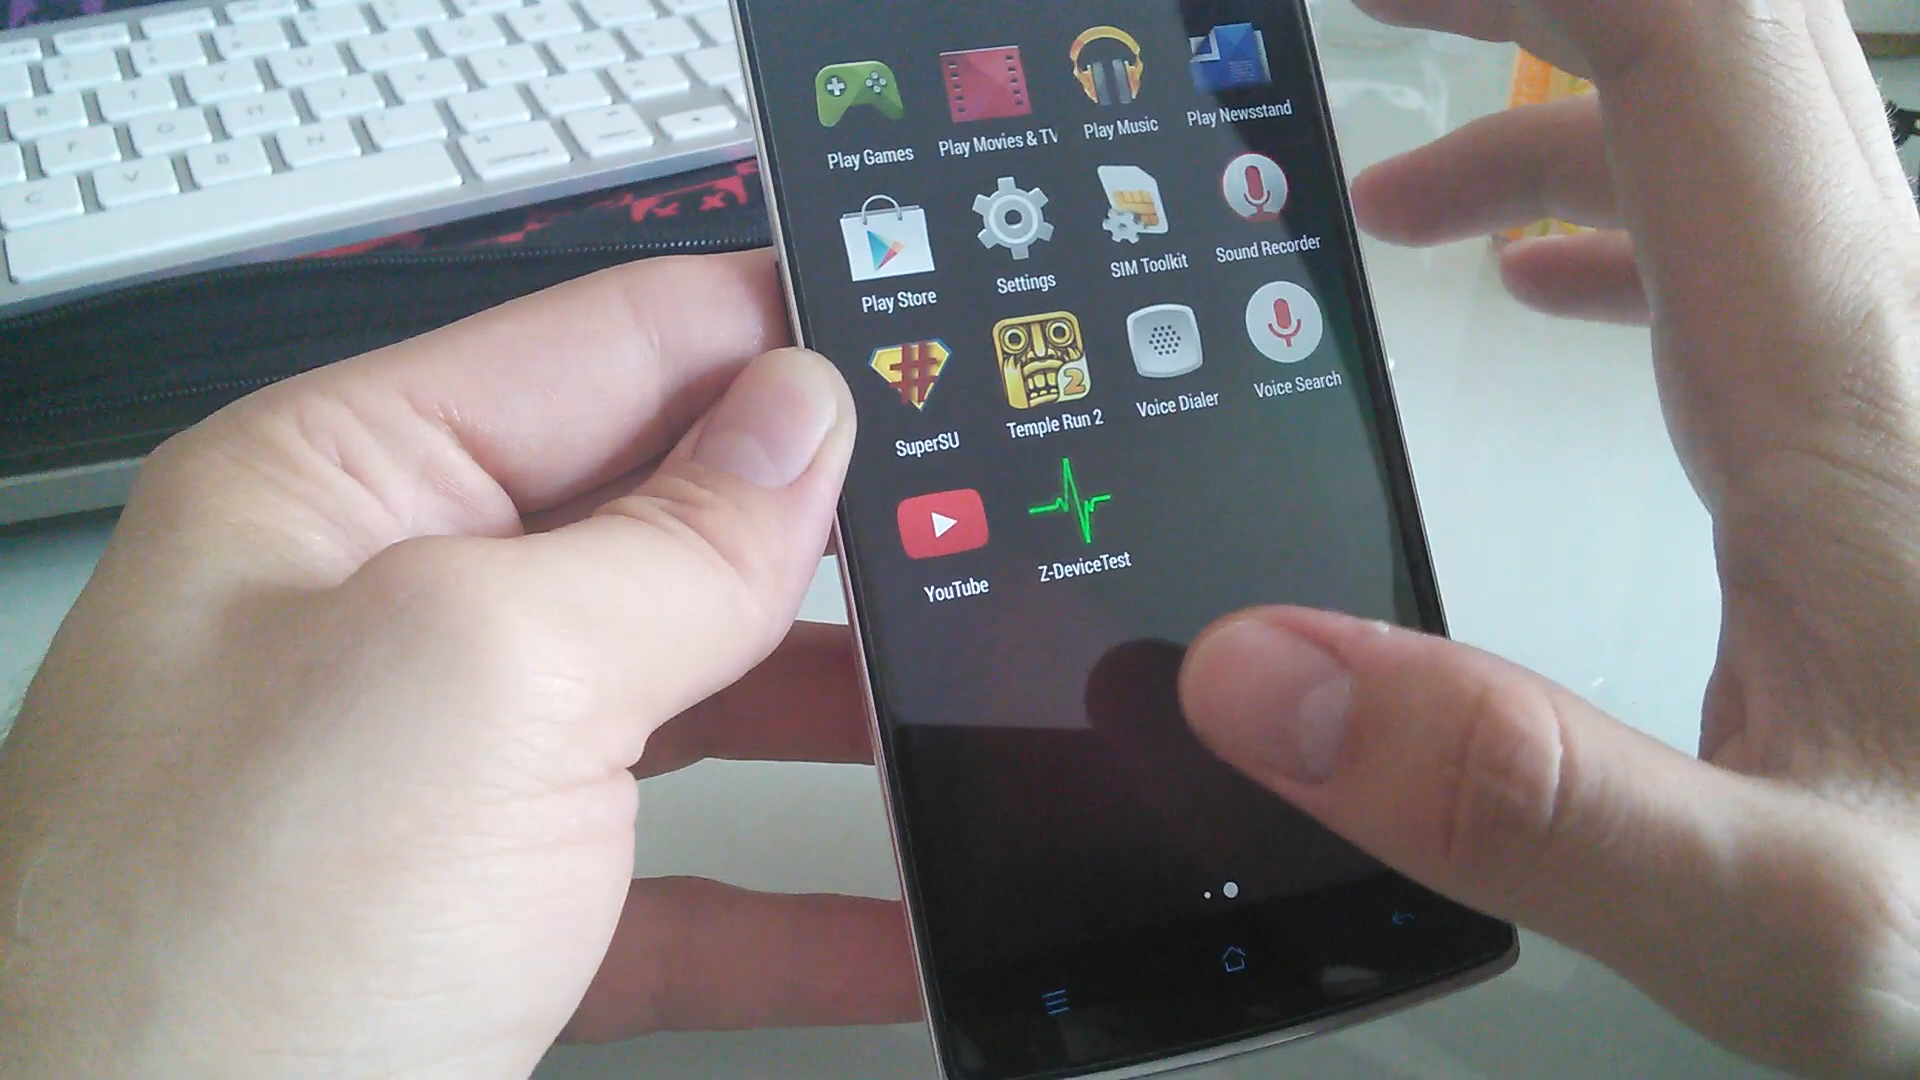 Play Games
Play Movies & TV
Play Music
Play Newsstand
Play Store
Settings
SIM Toolkit
Sound Recorder
SuperSU
2
Temple Run 2
Voice Dialer
Voice Search
YouTube
Z-DeviceTest